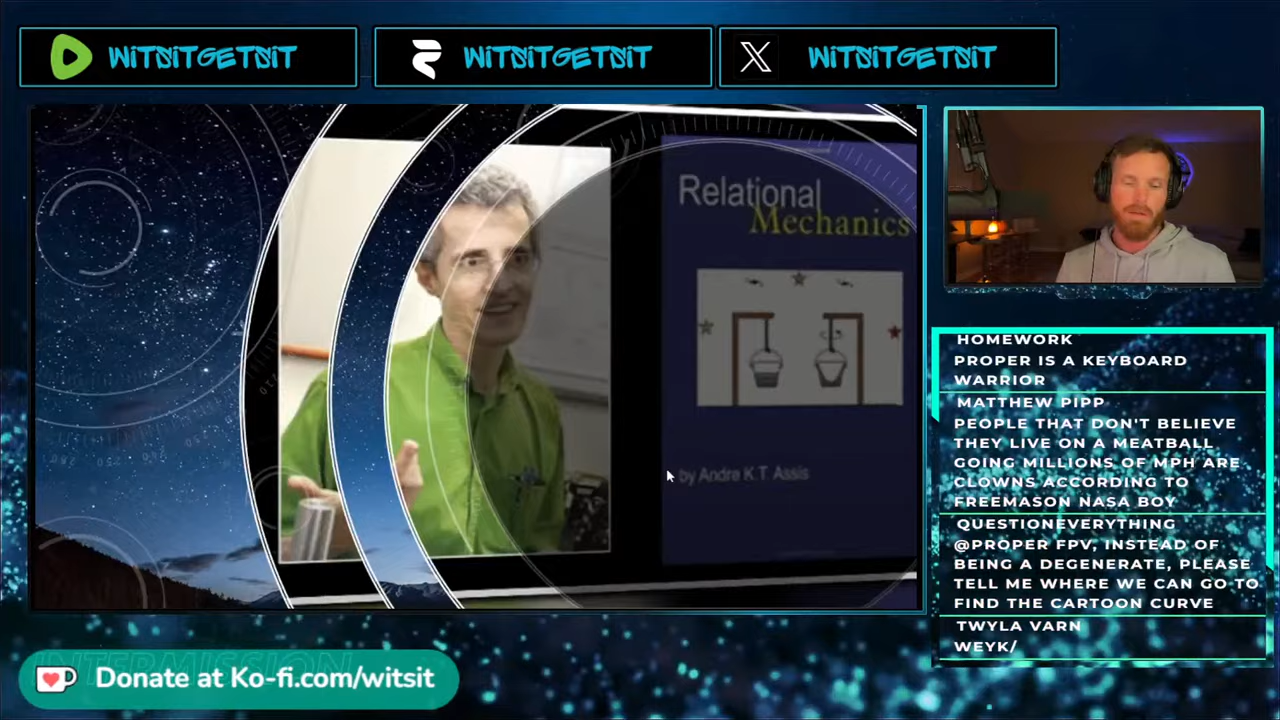 WiTSiTGETSiT
WiTSiTGETSiT
WiTSiTGETSiT
Relational
Mechanics
by Andre K.T. Assis
HOMEWORK
PROPER IS A KEYBOARD
WARRIOR
MATTHEW PIPP
PEOPLE THAT DON'T BELIEVE
THEY LIVE ON A MEATBALL
GOING MILLIONS OF MPH ARE
CLOWNS ACCORDING TO
FREEMASON NASA BOY
QUESTIONEVERYTHING
@PROPER FPV, INSTEAD OF
BEING A DEGENERATE, PLEASE
TELL ME WHERE WE CAN GO TO
FIND THE CARTOON CURVE
TWYLA VARN
WEYK/
INTERMISSION
Donate at Ko-fi.com/witsit